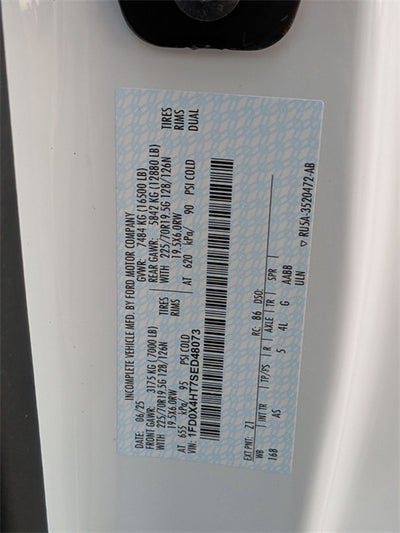 INCOMPLETE VEHICLE MFD. BY FORD MOTOR COMPANY
DATE: 06/25 GVWR: 7484 KG (16500 LB)
FRONT GAWR: 3175 KG (7000 LB) REAR GAWR: 5842 KG (12880 LB)
WITH 225/70R19.5G 128/126N TIRES WITH 225/70R19.5G 128/126N TIRES
19.5X6.0RW RIMS 19.5X6.0RW RIMS
AT 655 kPa/ 95 PSI COLD AT 620 kPa/ 90 PSI COLD DUAL
VIN: 1FD0X4HT7SED48073
EXT PNT: Z1 RC: 86 DSO:
WB INT TR TP/PS R AXLE TR SPR
168 AS 5 4L G AABB
ULN
▽ RU5A-3520472-AB